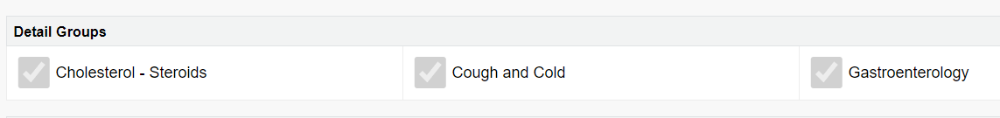 Detail Groups
Cholesterol - Steroids
Cough and Cold
Gastroenterology